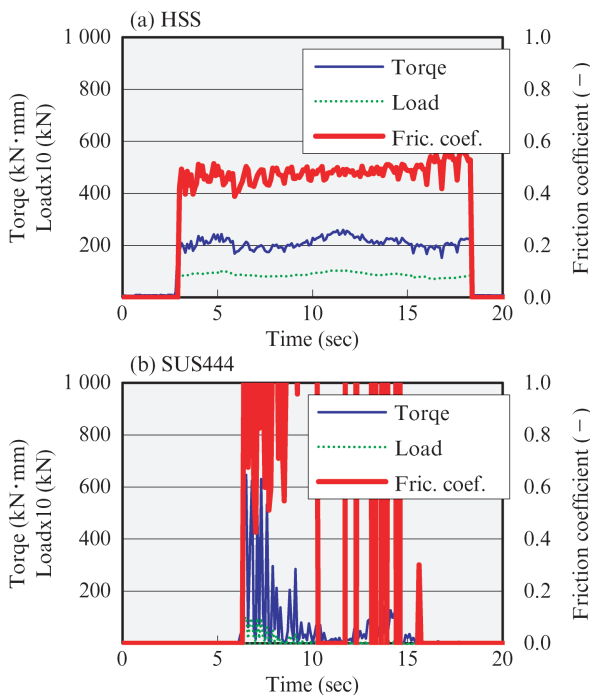 (a) HSS
1 000
800
600
400
200
0
5
10
15
20
1.0
0.8
0.6
0.4
0.2
0.0
Torqe (kN·mm)
Loadx10 (kN)
Friction coefficient (−)
Time (sec)
Torqe
Load
Fric. coef.
(b) SUS444
1 000
800
600
400
200
0
5
10
15
20
1.0
0.8
0.6
0.4
0.2
0.0
Torqe (kN·mm)
Loadx10 (kN)
Friction coefficient (−)
Time (sec)
Torqe
Load
Fric. coef.